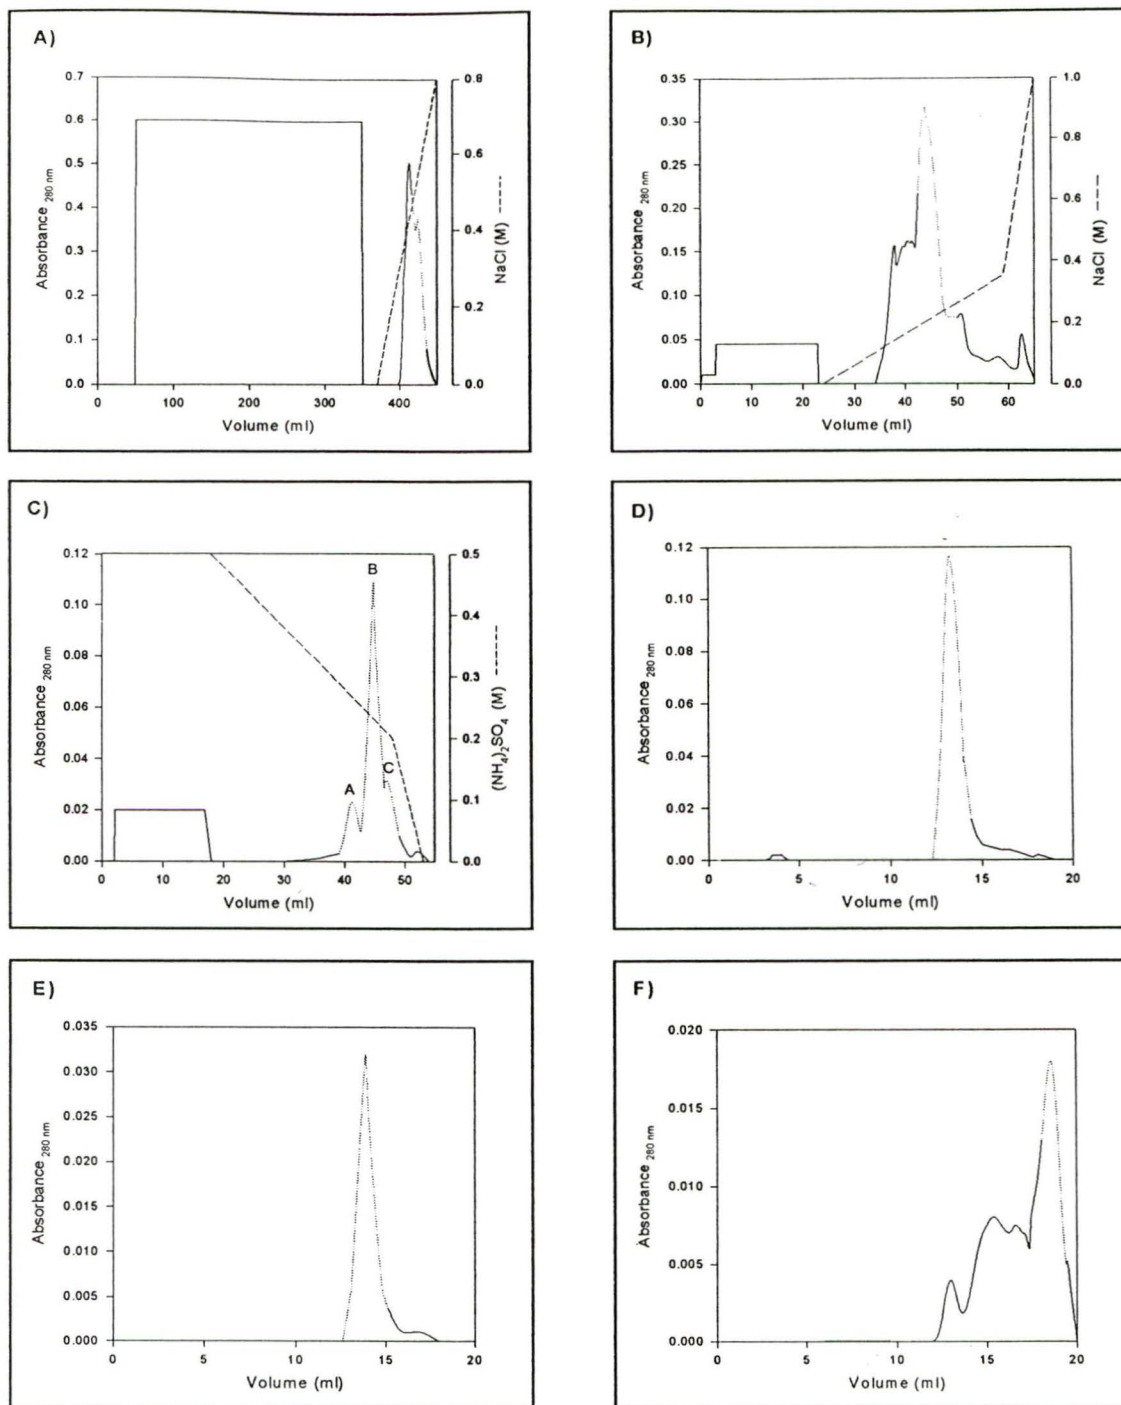 A)
0.7
0.6
0.5
0.4
0.3
0.2
0.1
0.0
Absorbance 280 nm
0 100 200 300 400
Volume (ml)
0.8
0.6
0.4
0.2
0.0
NaCl (M)
B)
0.35
0.30
0.25
0.20
0.15
0.10
0.05
0.00
Absorbance 280 nm
0 10 20 30 40 50 60
Volume (ml)
1.0
0.8
0.6
0.4
0.2
0.0
NaCl (M)
C)
0.12
0.10
0.08
0.06
0.04
0.02
0.00
Absorbance 280 nm
A
B
C
0 10 20 30 40 50
Volume (ml)
0.5
0.4
0.3
0.2
0.1
0.0
(NH4)2SO4 (M)
D)
0.12
0.10
0.08
0.06
0.04
0.02
0.00
Absorbance 280 nm
0 5 10 15 20
Volume (ml)
E)
0.035
0.030
0.025
0.020
0.015
0.010
0.005
0.000
Absorbance 280 nm
0 5 10 15 20
Volume (ml)
F)
0.020
0.015
0.010
0.005
0.000
Absorbance 280 nm
0 5 10 15 20
Volume (ml)